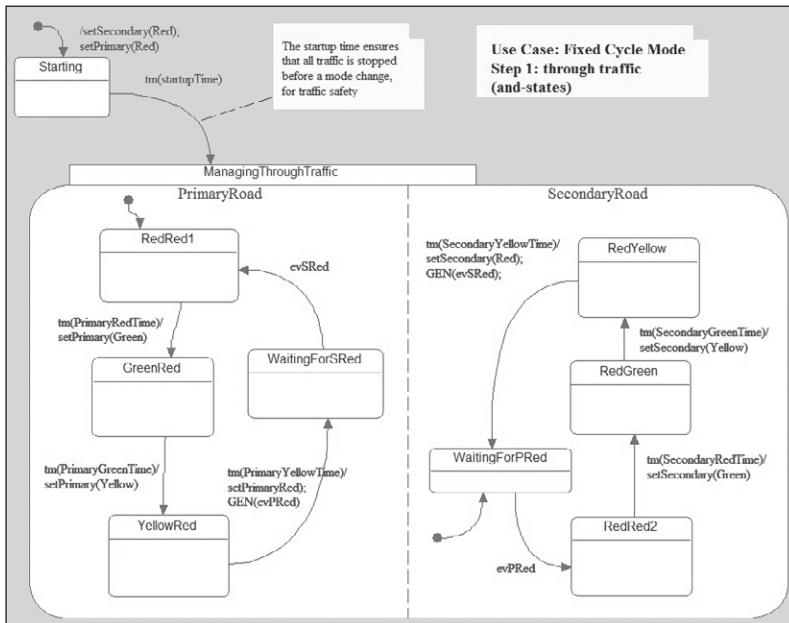 /setSecondary(Red);
setPrimary(Red)
Starting
tm(startupTime)
The startup time ensures
that all traffic is stopped
before a mode change,
for traffic safety
Use Case: Fixed Cycle Mode
Step 1: through traffic
(and-states)
ManagingThroughTraffic
PrimaryRoad
RedRed1
evSRed
tm(PrimaryRedTime)/
setPrimary(Green)
GreenRed
WaitingForSRed
tm(PrimaryGreenTime)/
setPrimary(Yellow)
tm(PrimaryYellowTime)/
setPrimaryRed);
GEN(evPRed)
YellowRed
SecondaryRoad
tm(SecondaryYellowTime)/
setSecondary(Red);
GEN(evSRed);
RedYellow
tm(SecondaryGreenTime)/
setSecondary(Yellow)
RedGreen
WaitingForPRed
tm(SecondaryRedTime)/
setSecondary(Green)
RedRed2
evPRed